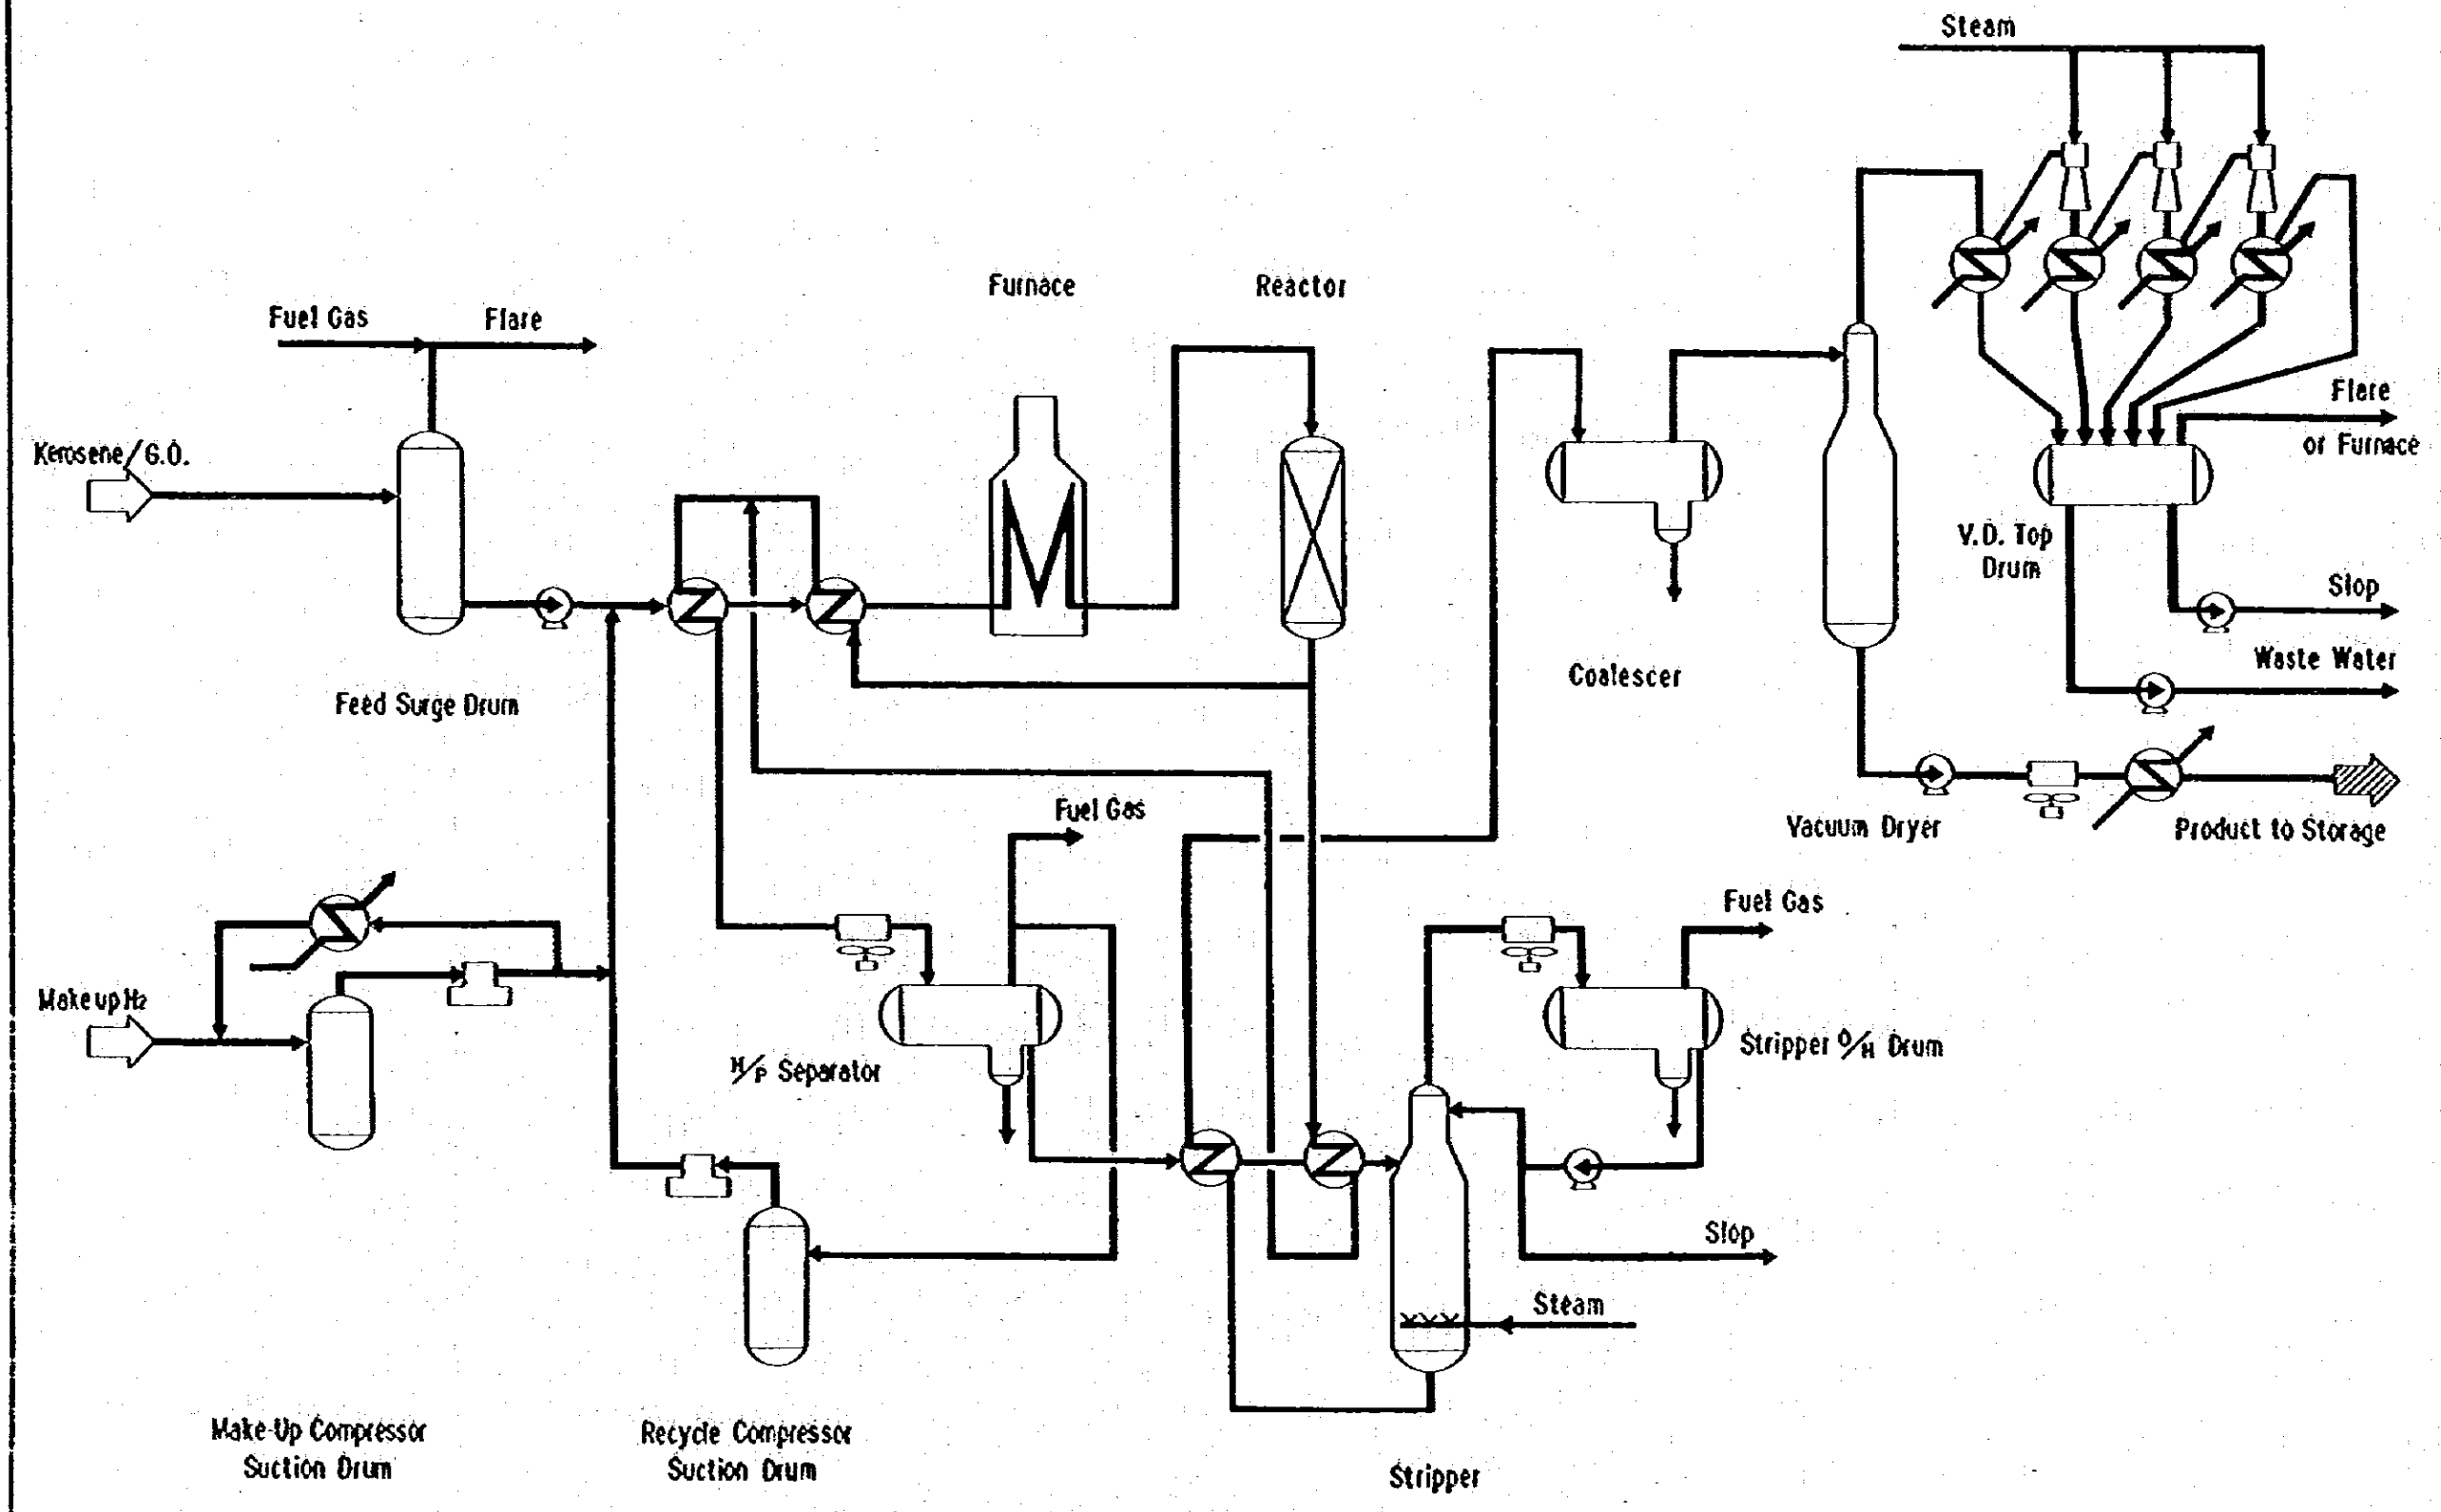 Steam
Furnace
Reactor
Fuel Gas
Flare
Flare
or Furnace
Kerosene/G.O.
V.D. Top
Drum
Slop
Waste Water
Coalescer
Feed Surge Drum
Fuel Gas
Vacuum Dryer
Product to Storage
Fuel Gas
Make up H2
H/P Separator
Stripper O/H Drum
Slop
Steam
Make-Up Compressor
Suction Drum
Recycle Compressor
Suction Drum
Stripper